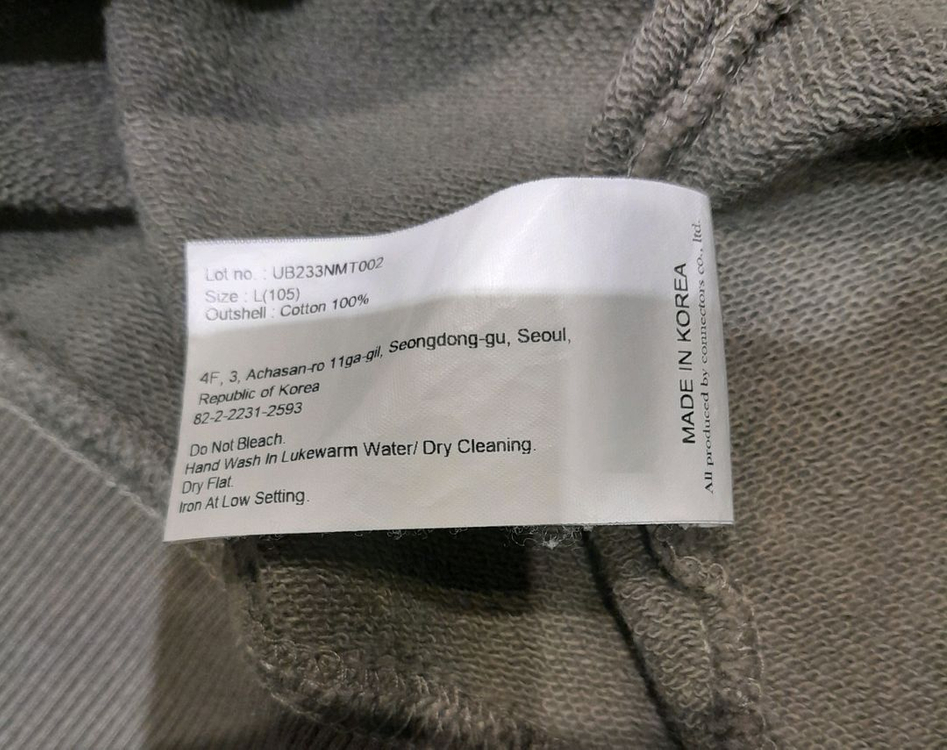 Lot no. : UB233NMT002
Size : L(105)
Outshell : Cotton 100%
4F, 3, Achasan-ro 11ga-gil, Seongdong-gu, Seoul,
Republic of Korea
82-2-2231-2593
Do Not Bleach.
Hand Wash In Lukewarm Water/ Dry Cleaning.
Dry Flat.
Iron At Low Setting.
MADE IN KOREA
All produced by connectors co., ltd.